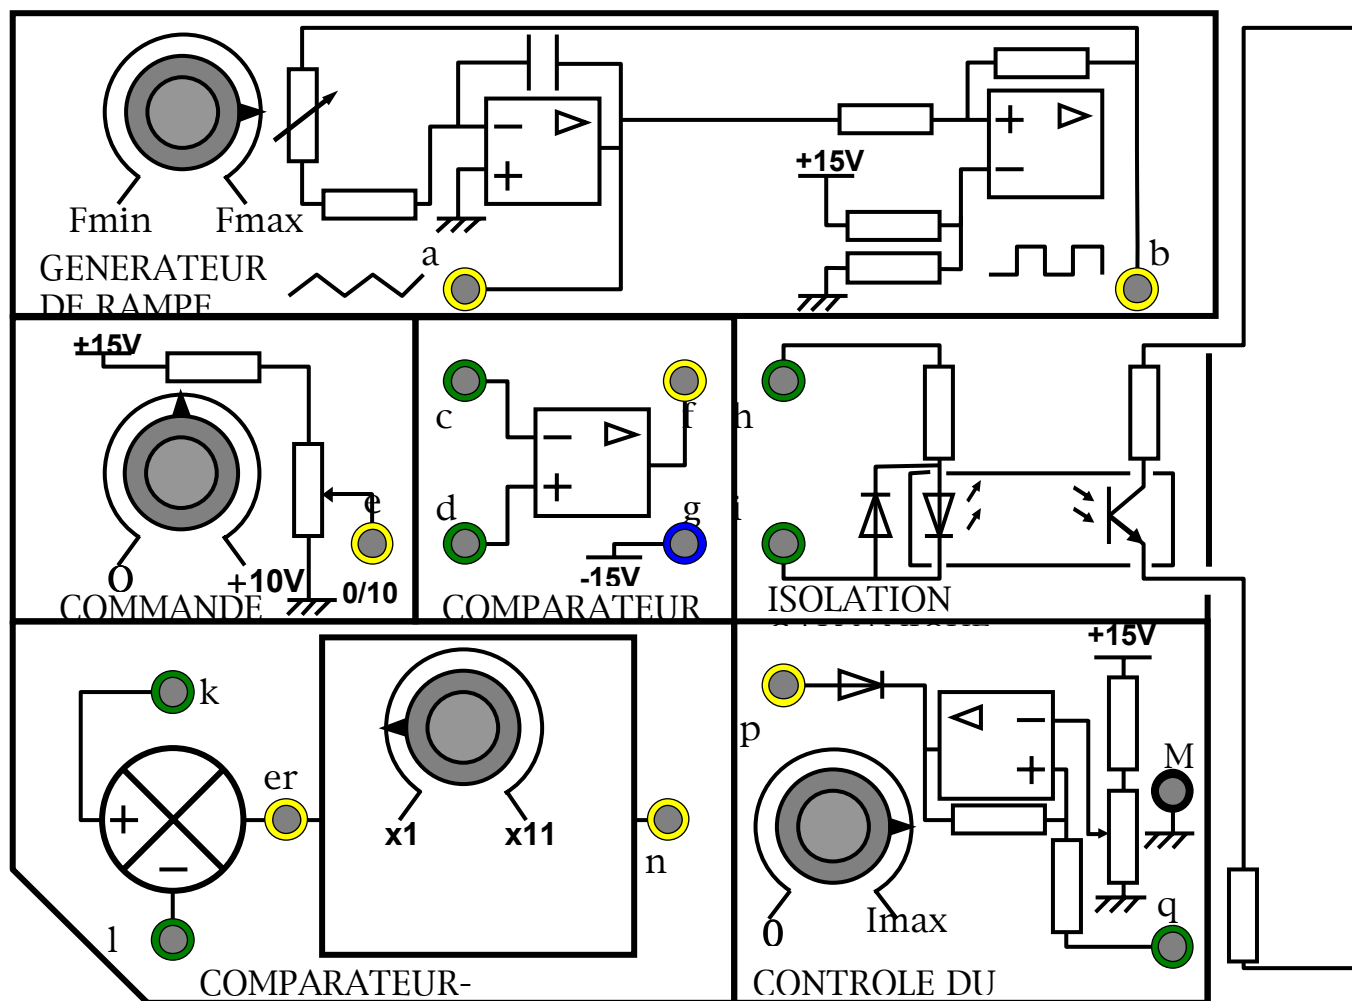 +15V
Fmin
Fmax
a
b
GENERATEUR
DE RAMPE
+15V
c
f
h
e
d
g
i
0
+10V
0/10
-15V
COMMANDE
COMPARATEUR
ISOLATION
+15V
k
p
M
er
x1
x11
n
l
0
Imax
q
COMPARATEUR-
CONTROLE DU